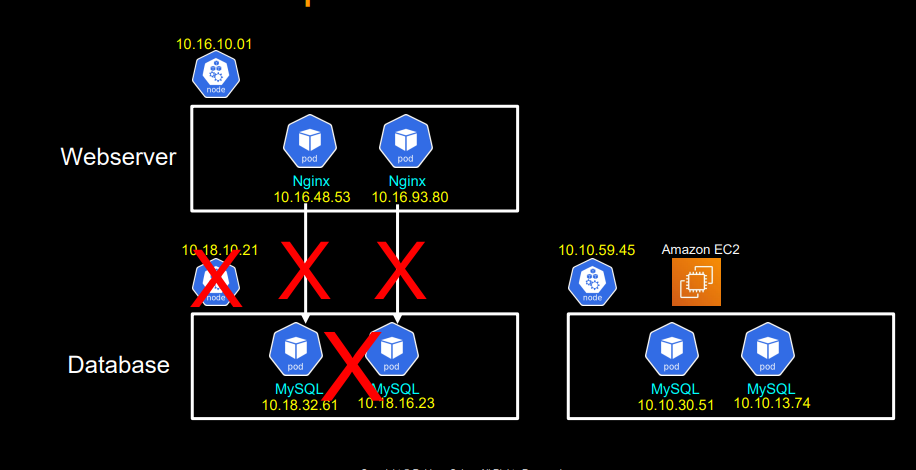 10.16.10.01
node
Webserver
pod
pod
Nginx
Nginx
10.16.48.53
10.16.93.80
10.18.10.21
node
10.10.59.45
node
Amazon EC2
Database
pod
pod
MySQL
MySQL
10.18.32.61
10.18.16.23
pod
pod
MySQL
MySQL
10.10.30.51
10.10.13.74